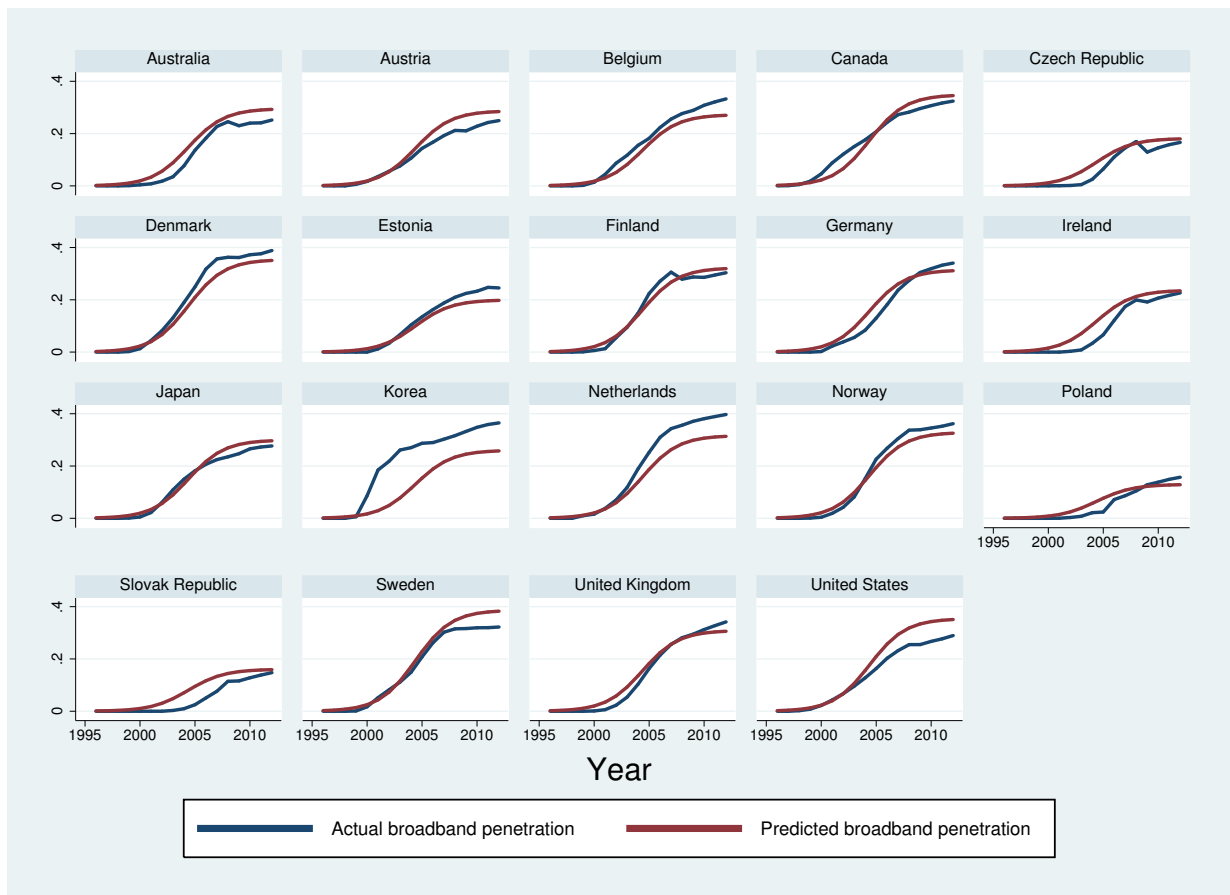 Australia Austria Belgium Canada Czech Republic
.4
.2
0
Denmark Estonia Finland Germany Ireland
.4
.2
0
Japan Korea Netherlands Norway Poland
.4
.2
0
1995 2000 2005 2010
Slovak Republic Sweden United Kingdom United States
.4
.2
0
1995 2000 2005 2010 1995 2000 2005 2010 1995 2000 2005 2010 1995 2000 2005 2010
Year
Actual broadband penetration Predicted broadband penetration